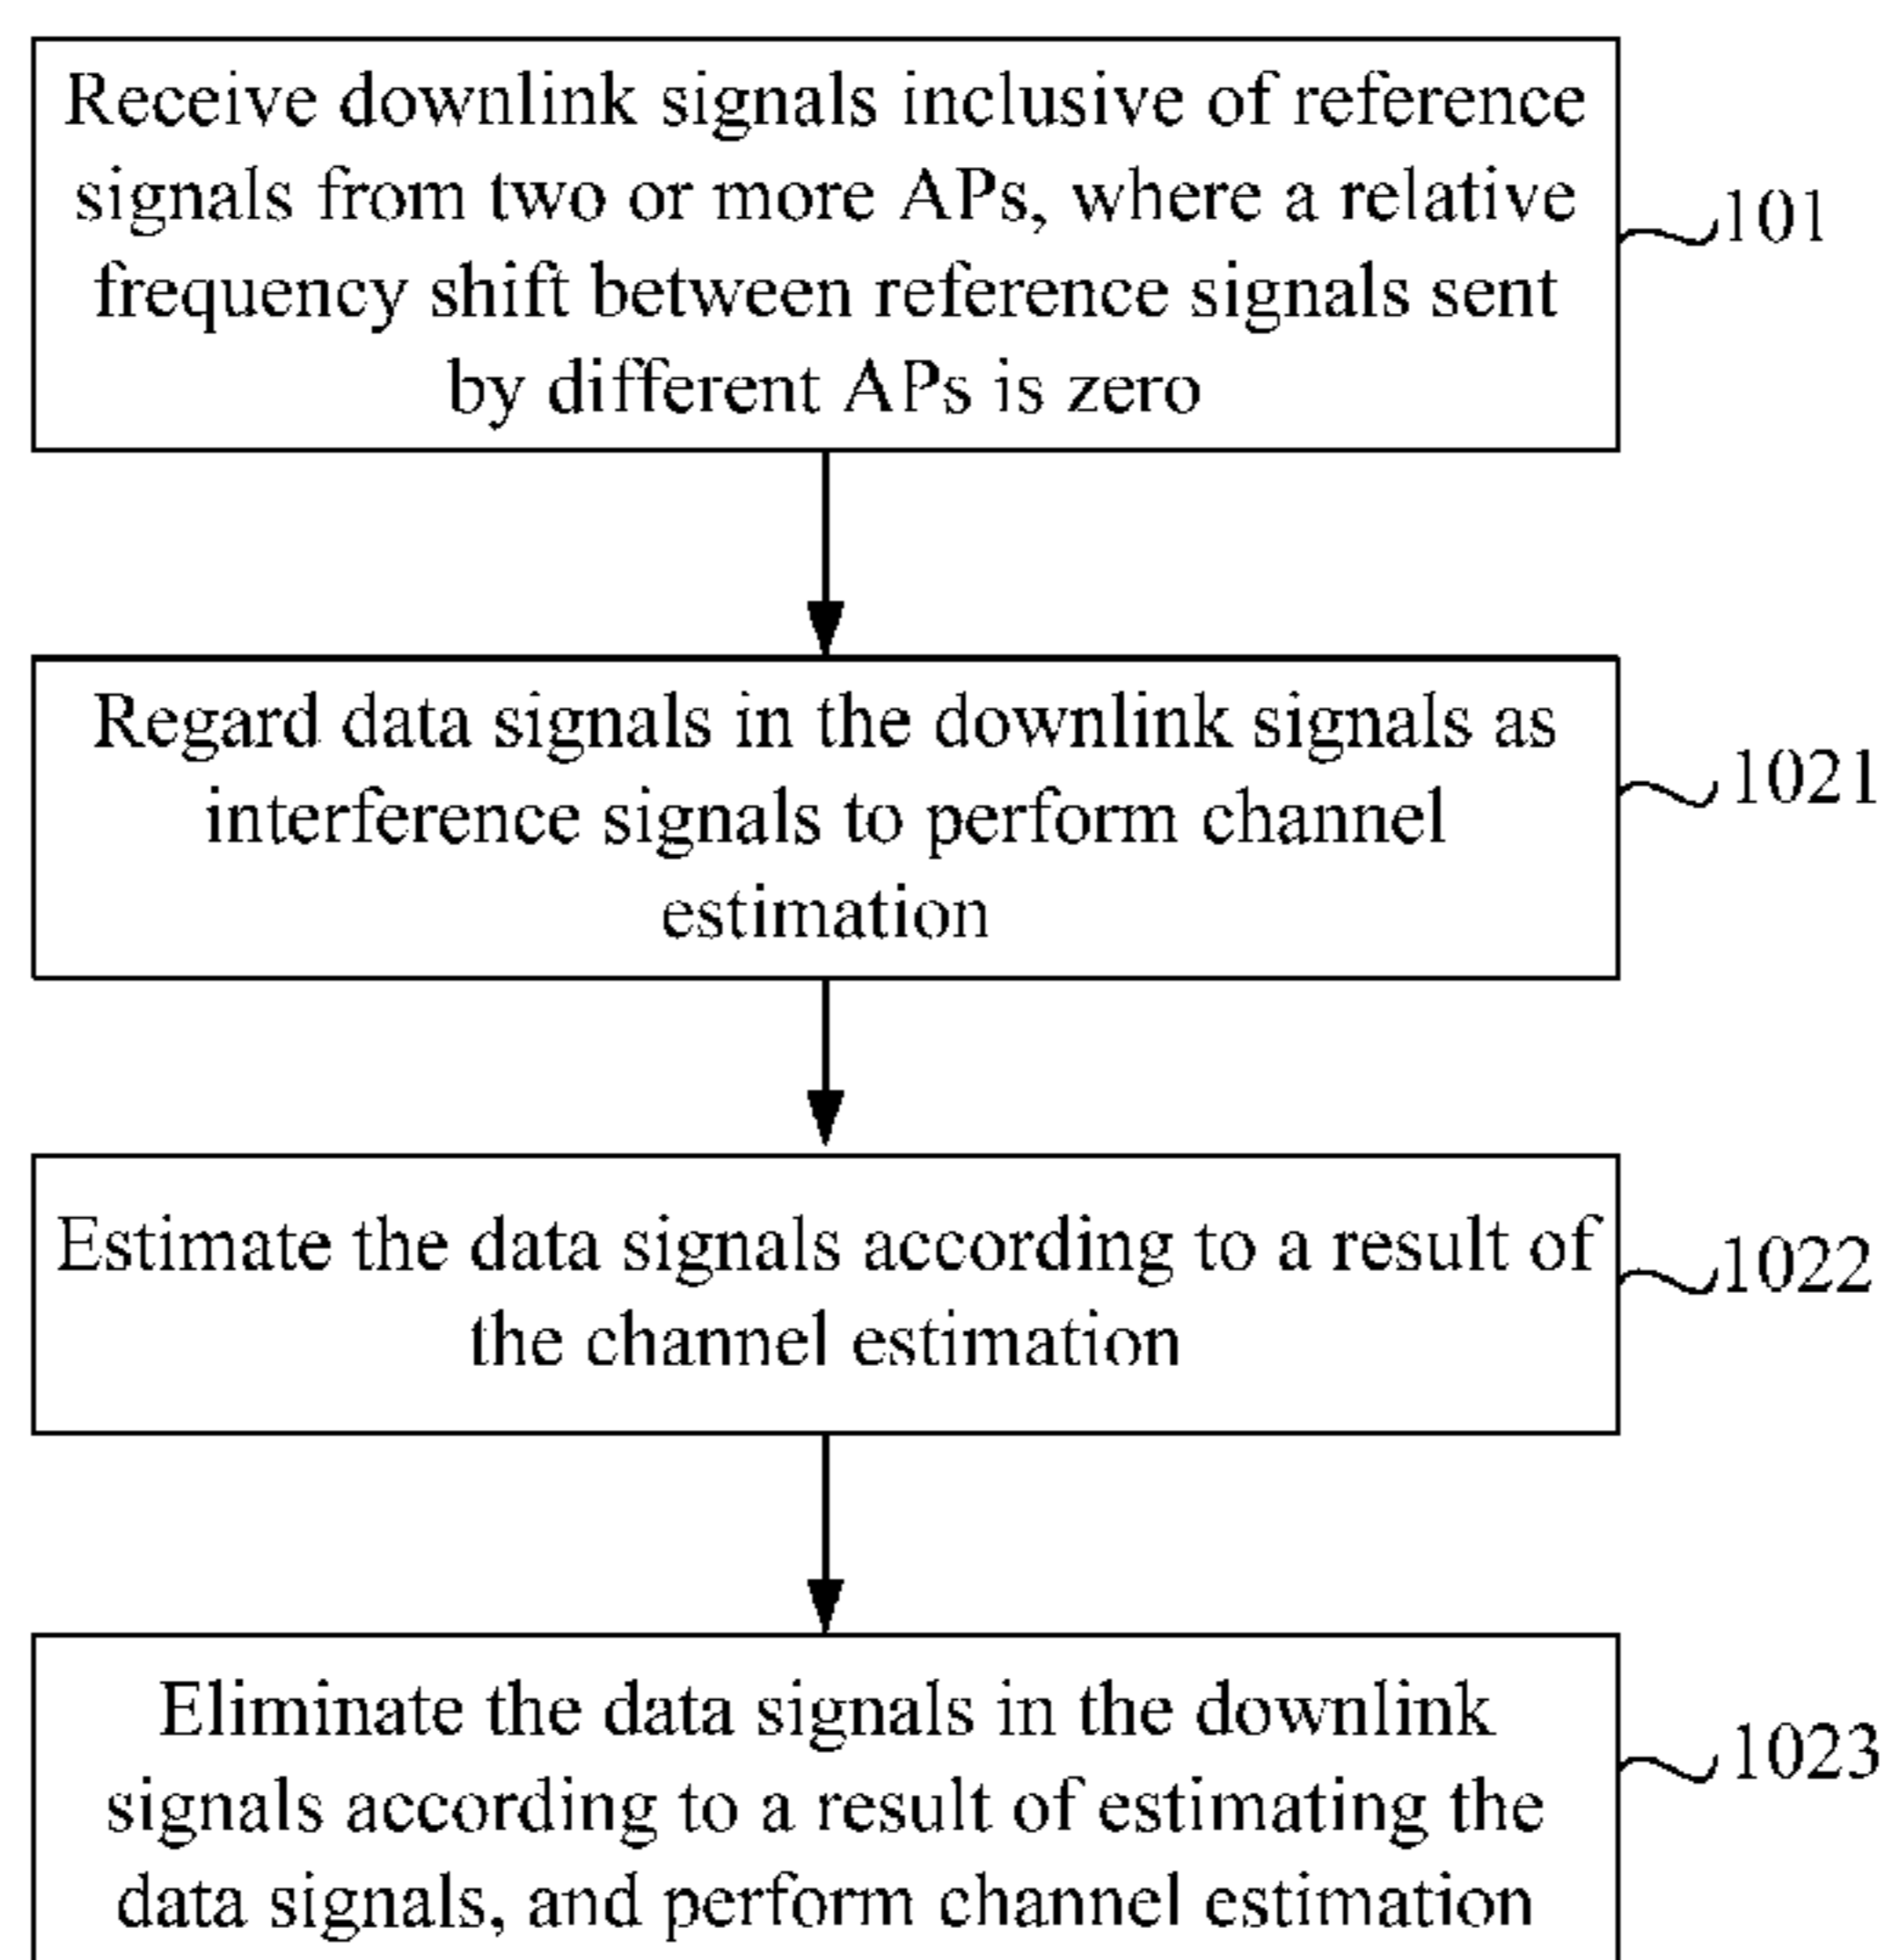 Receive downlink signals inclusive of reference
signals from two or more APs, where a relative
frequency shift between reference signals sent
by different APs is zero
101
Regard data signals in the downlink signals as
interference signals to perform channel
estimation
1021
Estimate the data signals according to a result of
the channel estimation
1022
Eliminate the data signals in the downlink
signals according to a result of estimating the
data signals, and perform channel estimation
1023